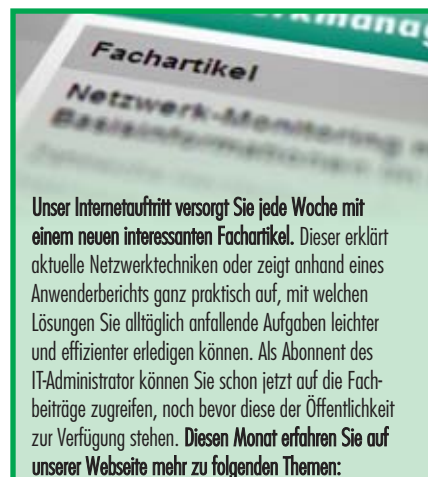 rkmanag
Fachartikel
Netzwerk-Monitoring
Basisinformationen
Unser Internetauftritt versorgt Sie jede Woche mit
einem neuen interessanten Fachartikel. Dieser erklärt
aktuelle Netzwerktechniken oder zeigt anhand eines
Anwenderberichts ganz praktisch auf, mit welchen
Lösungen Sie alltäglich anfallende Aufgaben leichter
und effizienter erledigen können. Als Abonnent des
IT-Administrator können Sie schon jetzt auf die Fach-
beiträge zugreifen, noch bevor diese der Öffentlichkeit
zur Verfügung stehen. Diesen Monat erfahren Sie auf
unserer Webseite mehr zu folgenden Themen: